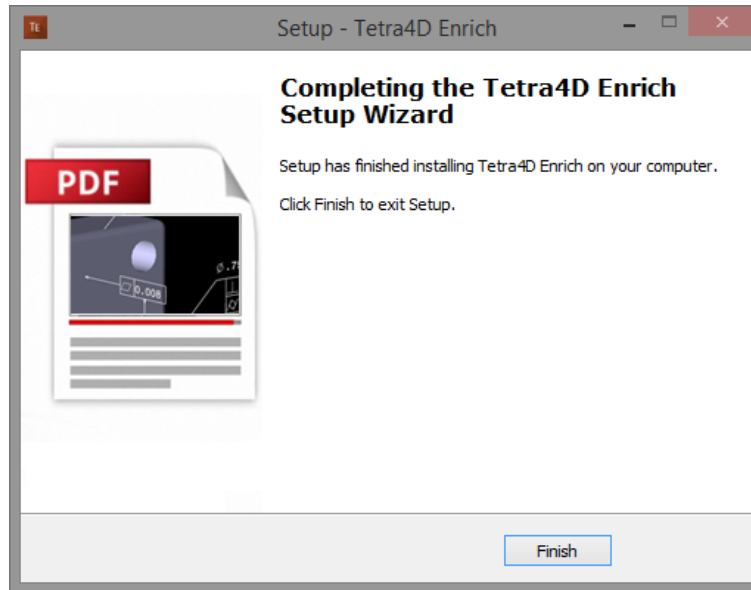 TE
Setup - Tetra4D Enrich
Completing the Tetra4D Enrich
Setup Wizard
Setup has finished installing Tetra4D Enrich on your computer.
Click Finish to exit Setup.
PDF
0.008
Finish